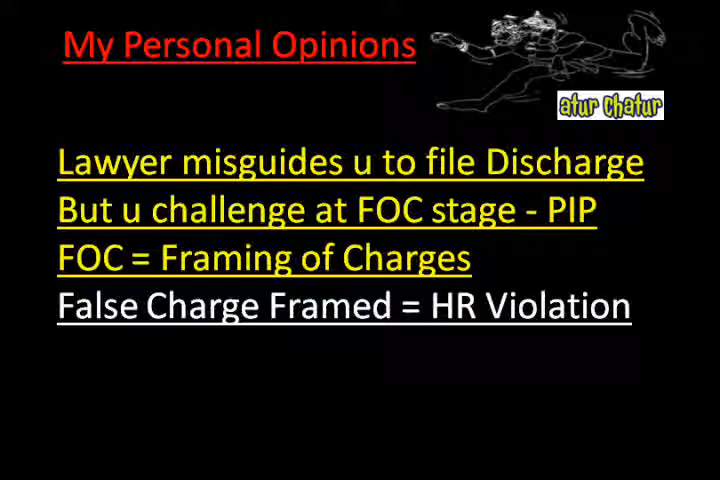 My Personal Opinions
atur chatur
Lawyer misguides u to file Discharge
But u challenge at FOC stage - PIP
FOC = Framing of Charges
False Charge Framed = HR Violation